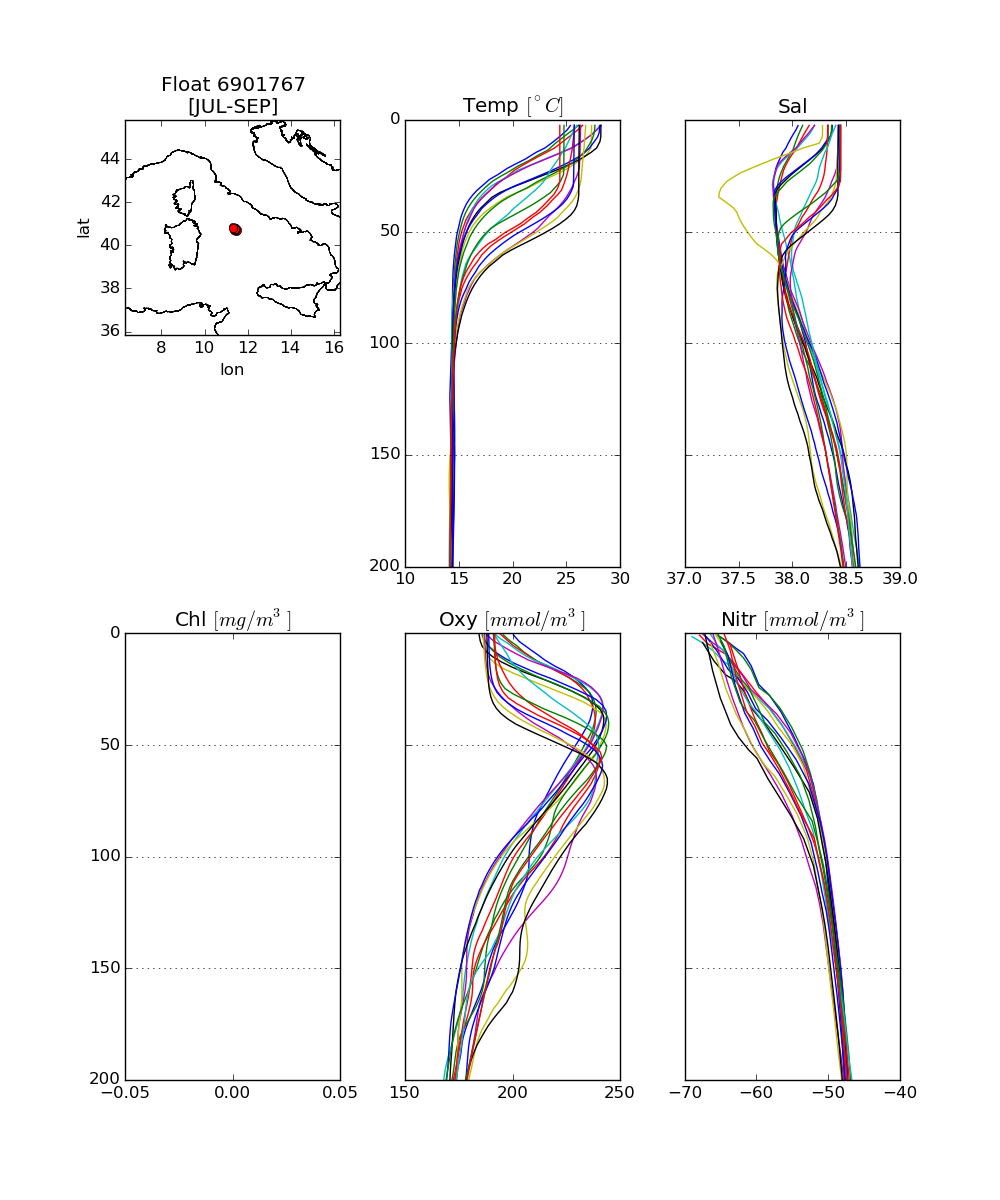 Float 6901767
[JUL-SEP]
44
42
40
38
36
lat
8 10 12 14 16
lon
Temp [°C]
0
50
100
150
200
10 15 20 25 30
Sal
37.0 37.5 38.0 38.5 39.0
Chl [mg/m³ ]
0
50
100
150
200
−0.05 0.00 0.05
Oxy [mmol/m³ ]
150 200 250
Nitr [mmol/m³ ]
−70 −60 −50 −40